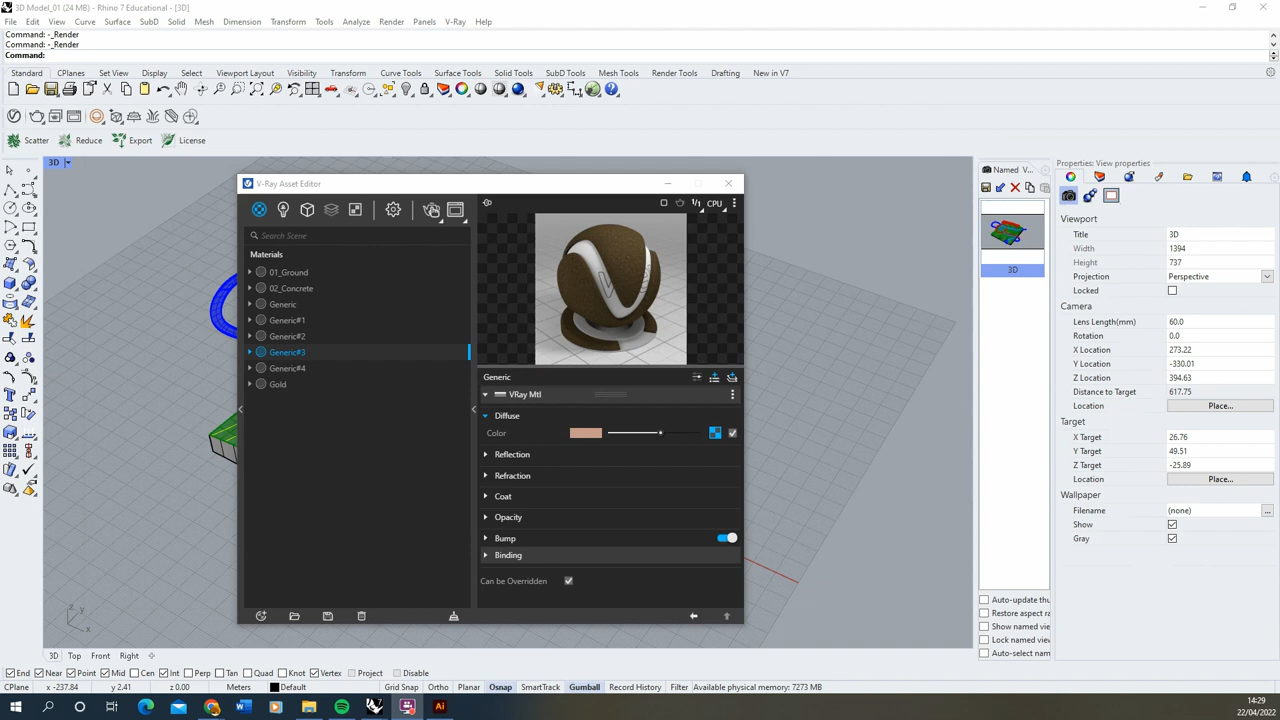 3D Model_01 (24 MB) - Rhino 7 Educational - [3D]
File Edit View Curve Surface SubD Solid Mesh Dimension Transform Tools Analyze Render Panels V-Ray Help
Command: -_Render
Command: -_Render
Command:
Standard CPlanes Set View Display Select Viewport Layout Visibility Transform Curve Tools Surface Tools Solid Tools SubD Tools Mesh Tools Render Tools Drafting New in V7
Scatter Reduce Export License
3D
V-Ray Asset Editor
CPU
Search Scene
Materials
01_Ground
02_Concrete
Generic
Generic#1
Generic#2
Generic#3
Generic#4
Gold
Generic
VRay Mtl
Diffuse
Color
Reflection
Refraction
Coat
Opacity
Bump
Binding
Can be Overridden
Named V...
3D
Auto-update thu
Restore aspect ra
Show named vie
Lock named view
Auto-select nam
Properties: View properties
Viewport
Title 3D
Width 1394
Height 737
Projection Perspective
Locked
Camera
Lens Length(mm) 60.0
Rotation 0.0
X Location 273.22
Y Location -330.01
Z Location 394.63
Distance to Target 617.75
Location Place...
Target
X Target 26.76
Y Target 49.51
Z Target -25.89
Location Place...
Wallpaper
Filename (none) ...
Show
Gray
z y x
3D Top Front Right
End Near Point Mid Cen Int Perp Tan Quad Knot Vertex Project Disable
CPlane x -237.84 y 2.41 z 0.00 Meters Default Grid Snap Ortho Planar Osnap SmartTrack Gumball Record History Filter Available physical memory: 7273 MB
14:29
22/04/2022